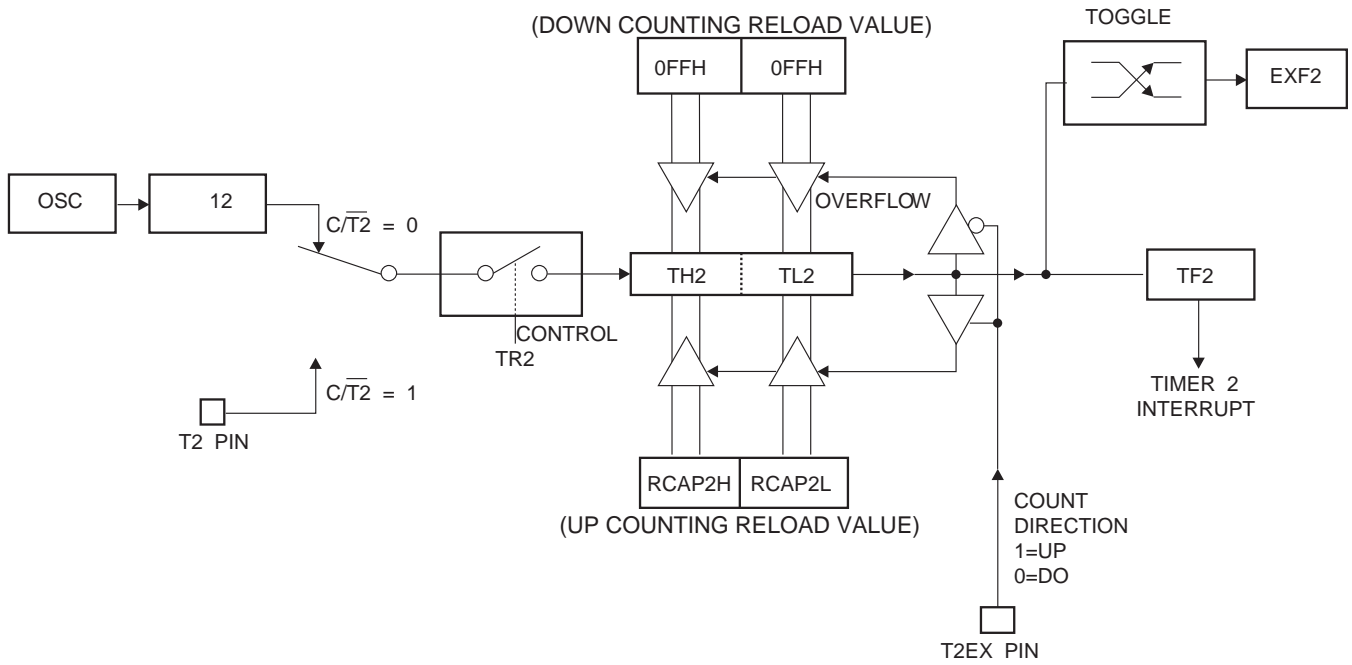 TOGGLE
(DOWN COUNTING RELOAD VALUE)
0FFH 0FFH
EXF2
OSC
12
OVERFLOW
C/T2 = 0
TH2 TL2
TF2
CONTROL
TR2
C/T2 = 1
TIMER 2
INTERRUPT
T2 PIN
RCAP2H RCAP2L
(UP COUNTING RELOAD VALUE)
COUNT
DIRECTION
1=UP
0=DO
T2EX PIN